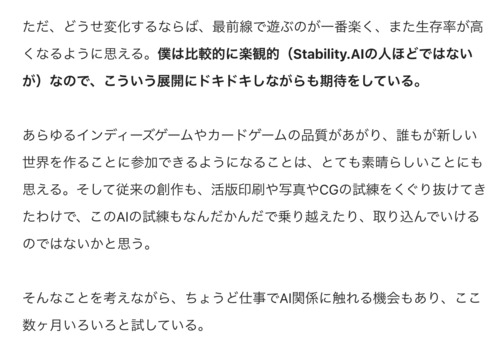 ただ、どうせ変化するならば、最前線で遊ぶのが一番楽く、また生存率が高
くなるように思える。僕は比較的に楽観的（Stability.AIの人ほどではない
が）なので、こういう展開にドキドキしながらも期待をしている。
あらゆるインディーズゲームやカードゲームの品質があがり、誰もが新しい
世界を作ることに参加できるようになることは、とても素晴らしいことにも
思える。そして従来の創作も、活版印刷や写真やCGの試練をくぐり抜けてき
たわけで、このAIの試練もなんだかんだで乗り越えたり、取り込んでいける
のではないかと思う。
そんなことを考えながら、ちょうど仕事でAI関係に触れる機会もあり、ここ
数ヶ月いろいろと試している。